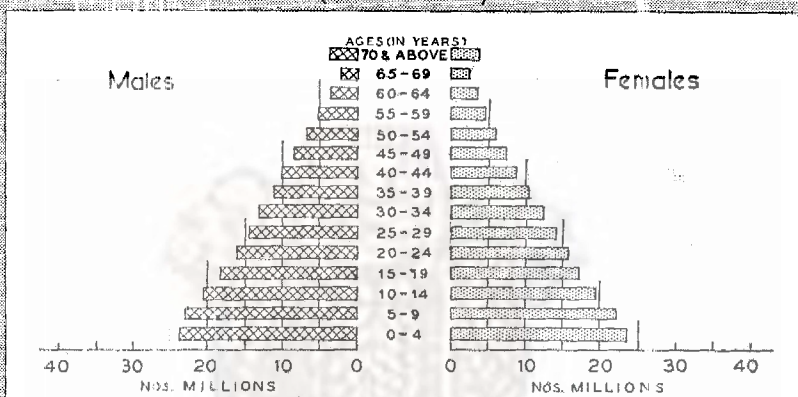 AGES (IN YEARS)
Males
Females
70 & ABOVE
65-69
60-64
55-59
50-54
45-49
40-44
35-39
30-34
25-29
20-24
15-19
10-14
5-9
0-4
40 30 20 10 0 0 10 20 30 40
NOS. MILLIONS NOS. MILLIONS